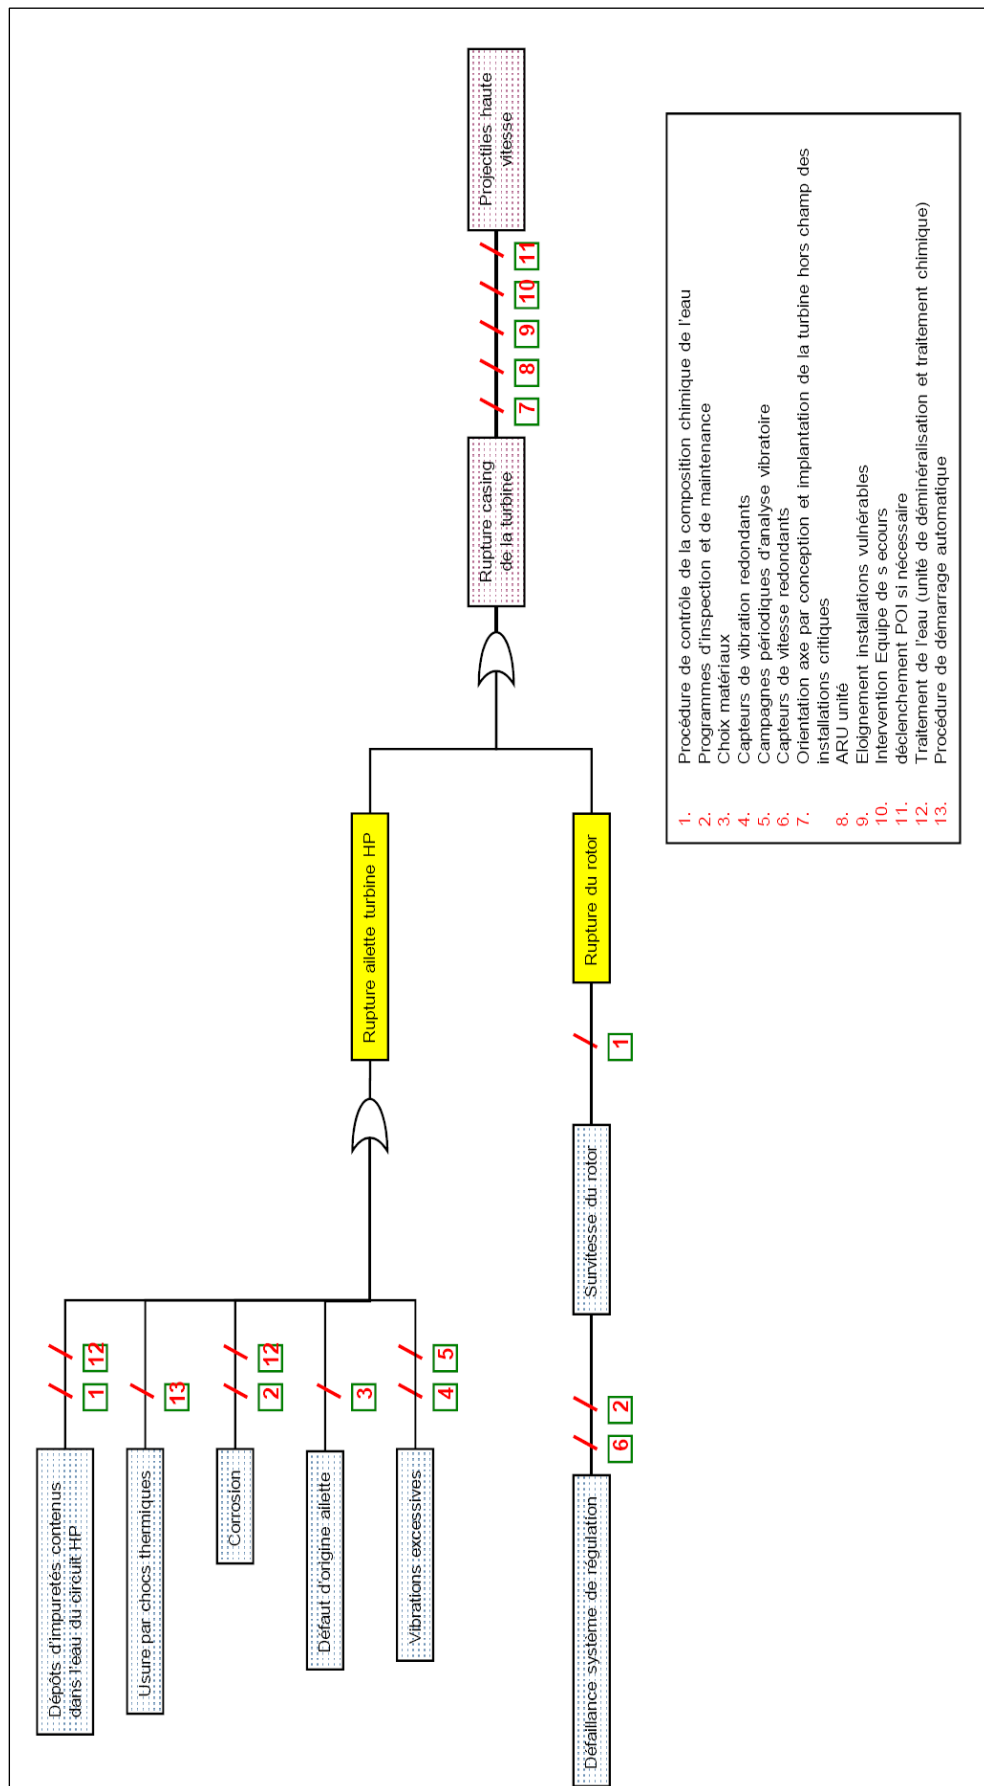 Dépôts d'impuretés contenus
dans l'eau du circuit HP
1
12
Usure par chocs thermiques
13
Corrosion
2
12
Défaut d'origine ailette
3
Vibrations excessives
4
5
Rupture ailette turbine HP
Défaillance système de régulation
6
2
Survitesse du rotor
1
Rupture du rotor
Rupture casing
de la turbine
7
8
9
10
11
Projectiles haute
vitesse
1. Procédure de contrôle de la composition chimique de l'eau
2. Programmes d'inspection et de maintenance
3. Choix matériaux
4. Capteurs de vibration redondants
5. Campagnes périodiques d'analyse vibratoire
6. Capteurs de vitesse redondants
7. Orientation axe par conception et implantation de la turbine hors champ des
installations critiques
8. ARU unité
9. Eloignement installations vulnérables
10. Intervention Equipe de s ecours
11. déclenchement POI si nécessaire
12. Traitement de l'eau (unité de déminéralisation et traitement chimique)
13. Procédure de démarrage automatique